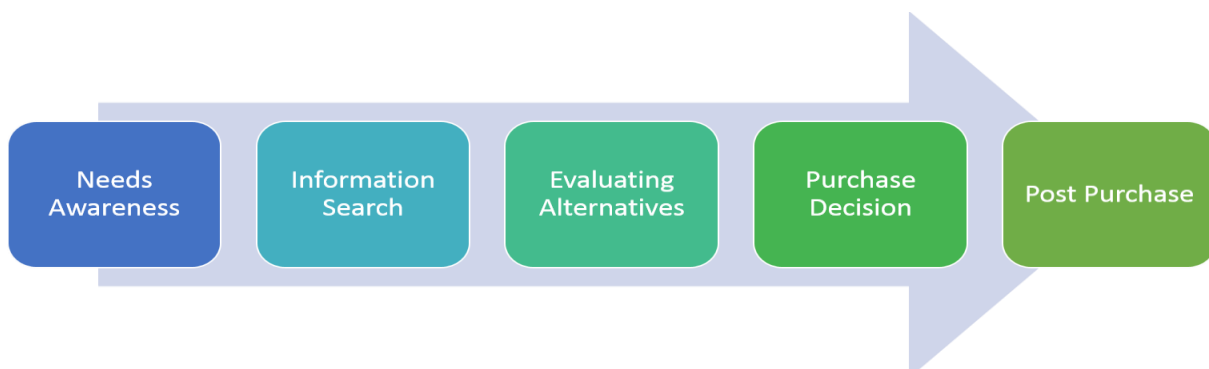 Needs
Awareness
Information
Search
Evaluating
Alternatives
Purchase
Decision
Post Purchase